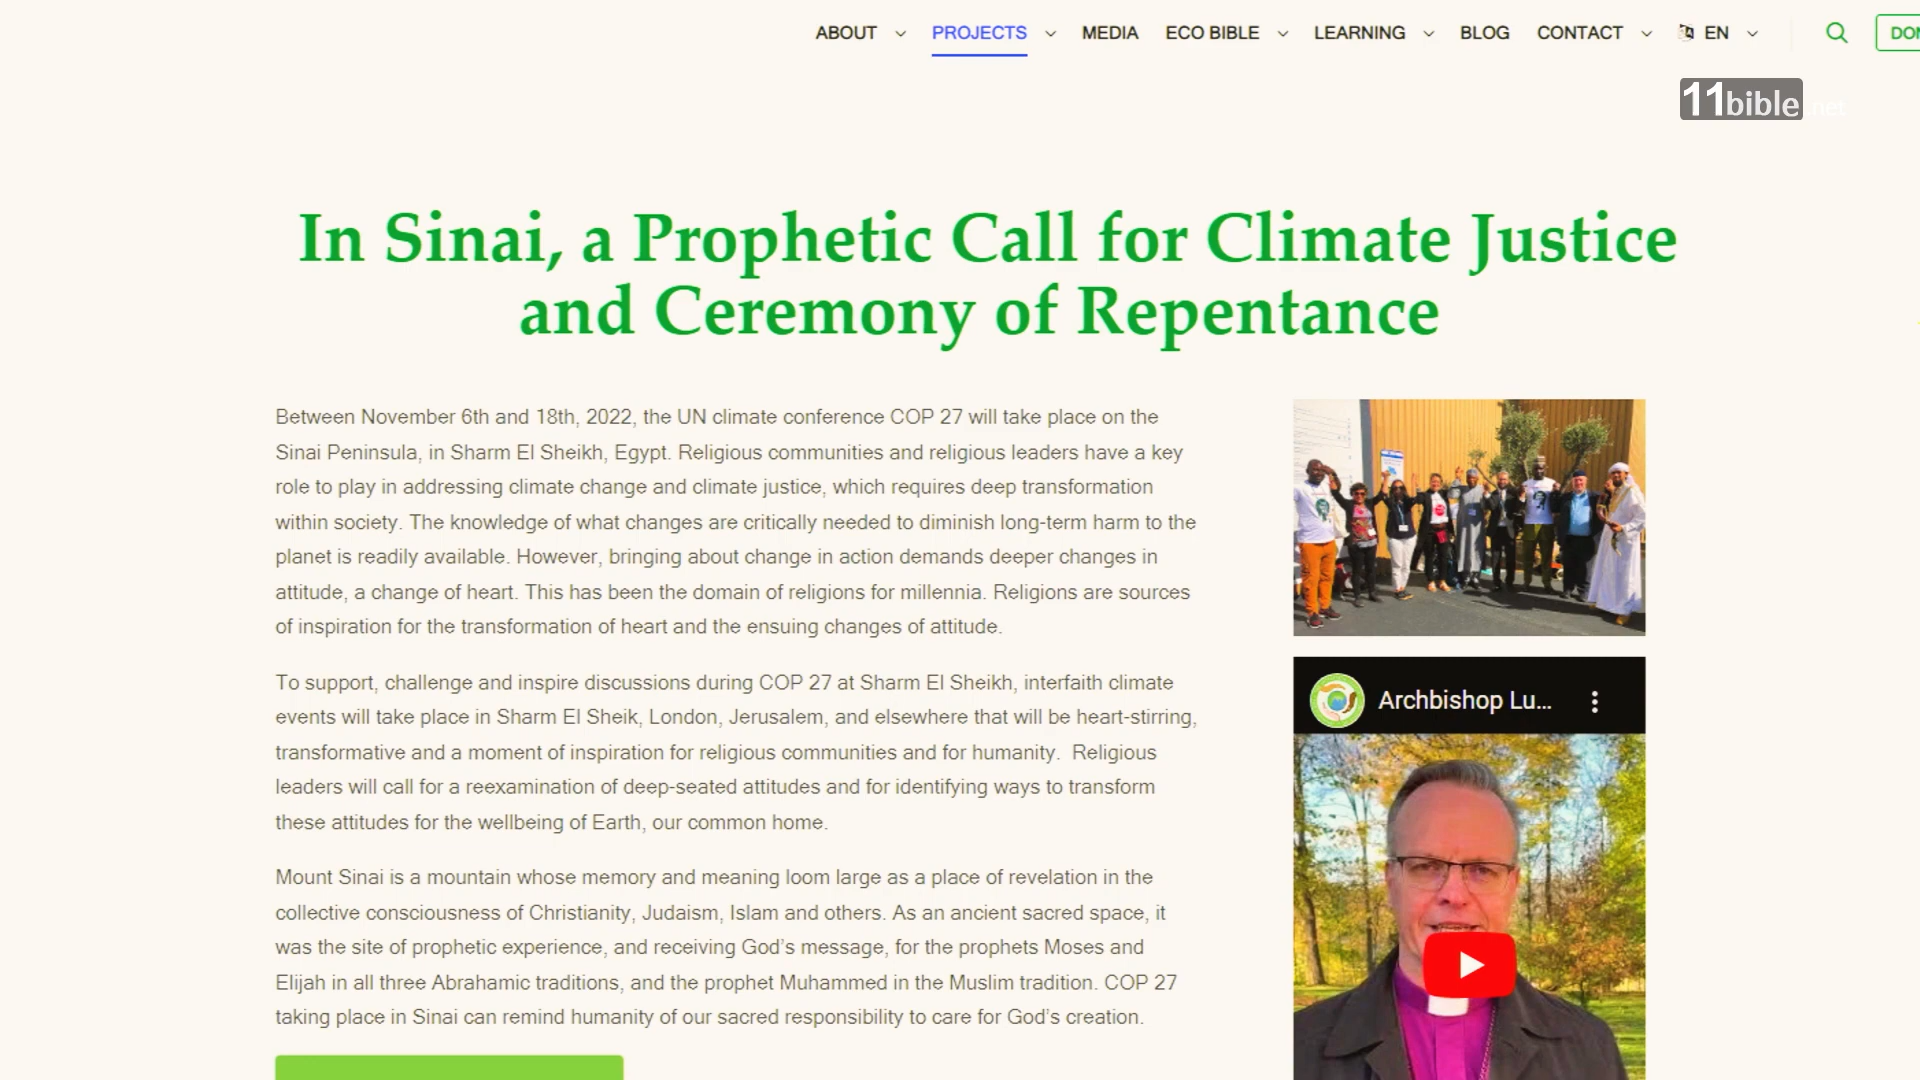 ABOUT PROJECTS MEDIA ECO BIBLE LEARNING BLOG CONTACT EN
11bible.net
In Sinai, a Prophetic Call for Climate Justice
and Ceremony of Repentance
Between November 6th and 18th, 2022, the UN climate conference COP 27 will take place on the
Sinai Peninsula, in Sharm El Sheikh, Egypt. Religious communities and religious leaders have a key
role to play in addressing climate change and climate justice, which requires deep transformation
within society. The knowledge of what changes are critically needed to diminish long-term harm to the
planet is readily available. However, bringing about change in action demands deeper changes in
attitude, a change of heart. This has been the domain of religions for millennia. Religions are sources
of inspiration for the transformation of heart and the ensuing changes of attitude.
To support, challenge and inspire discussions during COP 27 at Sharm El Sheikh, interfaith climate
events will take place in Sharm El Sheik, London, Jerusalem, and elsewhere that will be heart-stirring,
transformative and a moment of inspiration for religious communities and for humanity.  Religious
leaders will call for a reexamination of deep-seated attitudes and for identifying ways to transform
these attitudes for the wellbeing of Earth, our common home.
Mount Sinai is a mountain whose memory and meaning loom large as a place of revelation in the
collective consciousness of Christianity, Judaism, Islam and others. As an ancient sacred space, it
was the site of prophetic experience, and receiving God's message, for the prophets Moses and
Elijah in all three Abrahamic traditions, and the prophet Muhammed in the Muslim tradition. COP 27
taking place in Sinai can remind humanity of our sacred responsibility to care for God's creation.
Archbishop Lu...